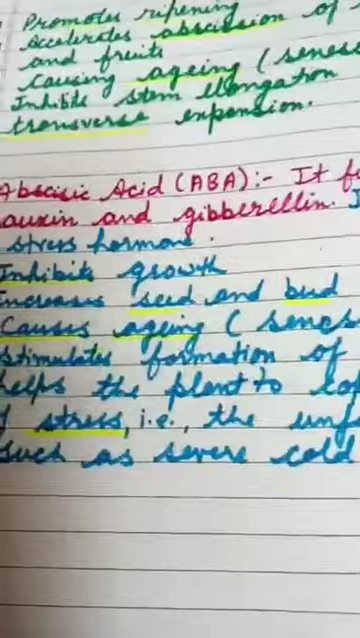 Promotes ripening
Accelerates abscission of
and fruits
Causing ageing (senes
Inhibits stem elongation
transverse expansion.
Abscisic Acid (ABA):- It
auxin and gibberellin.
stress hormone.
Inhibits growth
Increases seed and bud
Causes ageing (senes
Stimulates formation of
helps the plant to
stress, i.e., the unf
such as severe cold